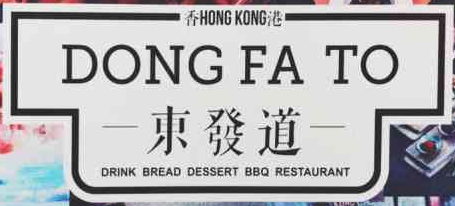 香HONG KONG港
DONG FA TO
東發道
DRINK BREAD DESSERT BBQ RESTAURANT